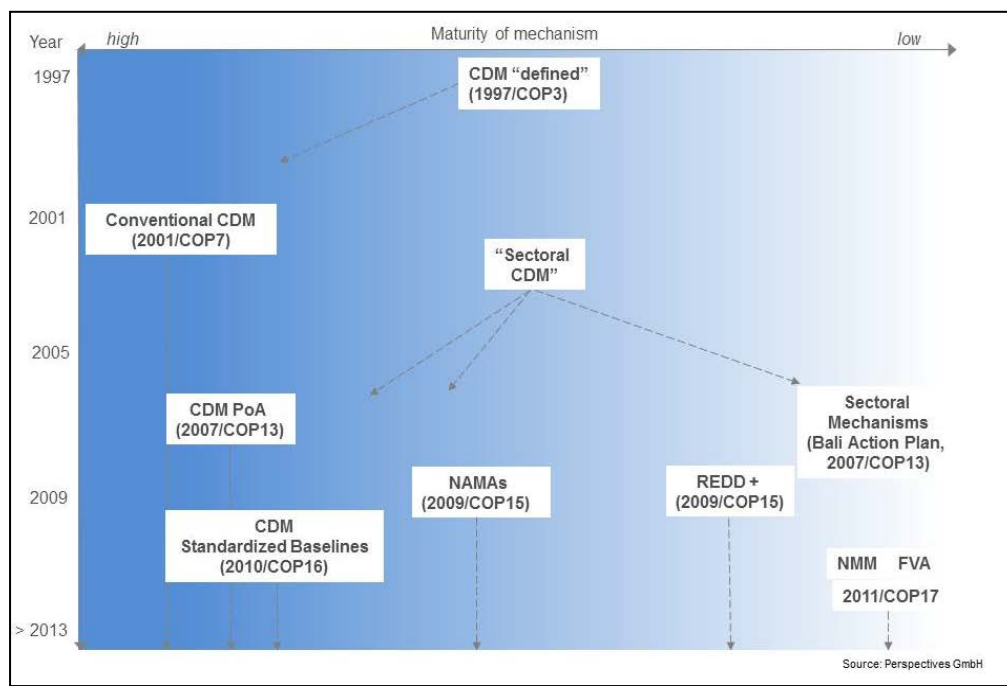 Year
high
Maturity of mechanism
low
1997
CDM “defined”
(1997/COP3)
2001
Conventional CDM
(2001/COP7)
“Sectoral
CDM”
2005
CDM PoA
(2007/COP13)
Sectoral
Mechanisms
(Bali Action Plan,
2007/COP13)
2009
NAMAs
(2009/COP15)
REDD +
(2009/COP15)
CDM
Standardized Baselines
(2010/COP16)
NMM FVA
2011/COP17
> 2013
Source: Perspectives GmbH